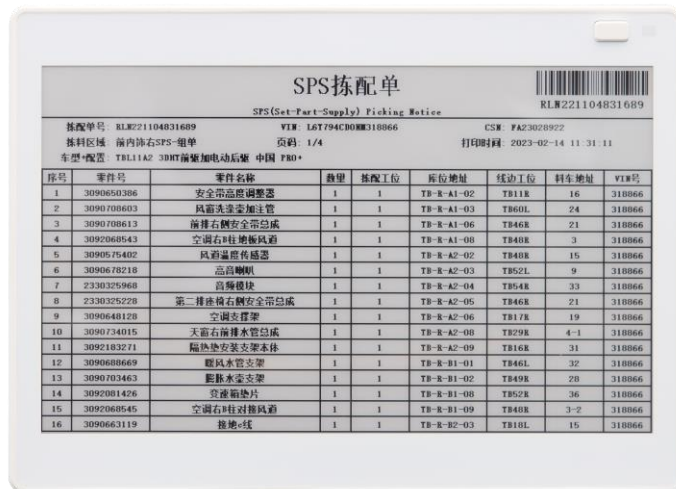 SPS拣配单
SPS(Set-Part-Supply) Picking Notice
RLN221104831689
拣配单号: RLN221104831689 VIN: L6T794CD0NN318866 CSN: FA23028922
拣料区域: 前内饰右SPS-组单 页码: 1/4 打印时间: 2023-02-14 11:31:11
车型+配置: TBL11A2 3DHT前驱加电动后驱 中国 PRO+
序号 零件号 零件名称 数量 拣配工位 库位地址 线边工位 料车地址 VIN号
1 3090650386 安全带高度调整器 1 1 TB-R-A1-02 TB11R 16 318866
2 3090708603 风窗洗涤壶加注管 1 1 TB-R-A1-03 TB60L 24 318866
3 3090708613 前排右侧安全带总成 1 1 TB-R-A1-06 TB46R 21 318866
4 3092068543 空调右B柱地板风道 1 1 TB-R-A1-08 TB48R 3 318866
5 3090575402 风道温度传感器 1 1 TB-R-A2-02 TB48R 15 318866
6 3090678218 高音喇叭 1 1 TB-R-A2-03 TB52L 9 318866
7 2330325968 音频模块 1 1 TB-R-A2-04 TB54R 33 318866
8 2330325228 第二排座椅右侧安全带总成 1 1 TB-R-A2-05 TB46R 21 318866
9 3090648128 空调支撑架 1 1 TB-R-A2-06 TB17R 19 318866
10 3090734015 天窗右前排水管总成 1 1 TB-R-A2-08 TB29R 4-1 318866
11 3092183271 隔热垫安装支架本体 1 1 TB-R-A2-09 TB16R 31 318866
12 3090688669 暖风水管支架 1 1 TB-R-B1-01 TB46L 32 318866
13 3090703463 膨胀水壶支架 1 1 TB-R-B1-02 TB49R 28 318866
14 3092081426 变速箱垫片 1 1 TB-R-B1-08 TB52R 36 318866
15 3092068545 空调右B柱对接风道 1 1 TB-R-B1-09 TB48R 3-2 318866
16 3090663119 接地c线 1 1 TB-R-B2-03 TB18L 15 318866